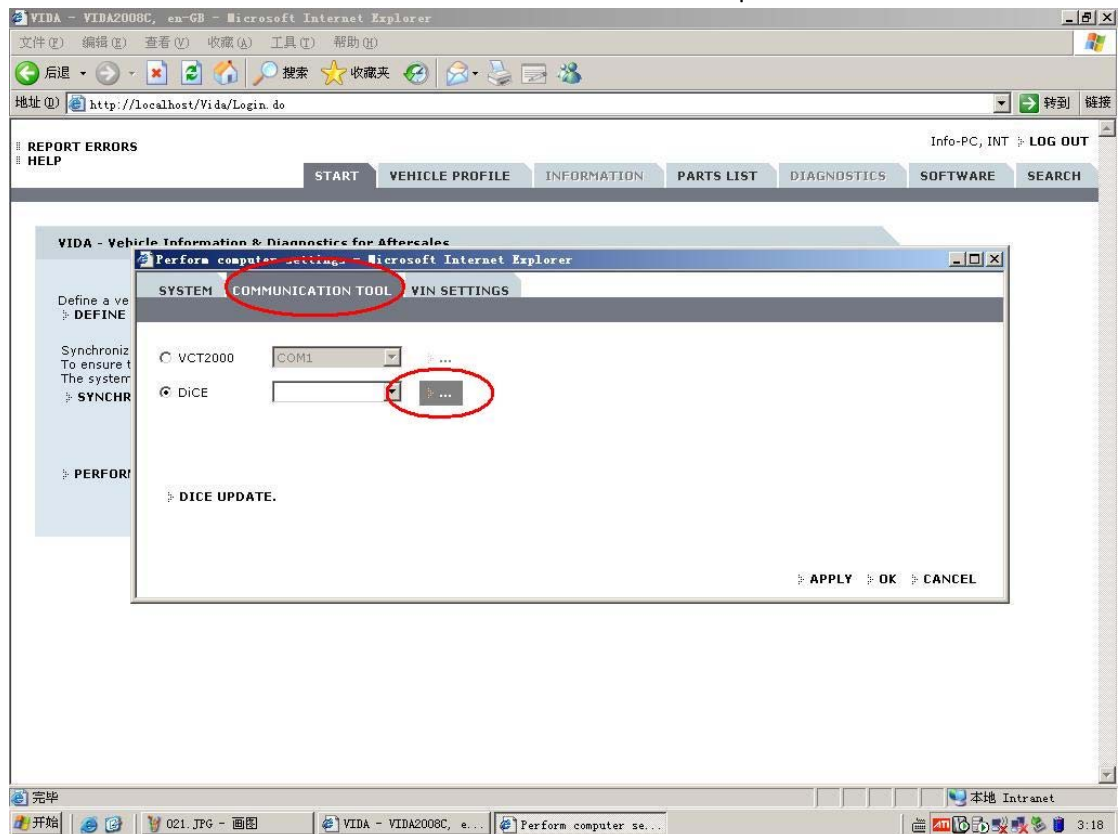 VIDA - VIDA2008C, en-GB - Microsoft Internet Explorer
文件(F) 编辑(E) 查看(V) 收藏(A) 工具(T) 帮助(H)
后退 搜索 收藏夹
地址(D) http://localhost/Vida/Login.do 转到 链接
REPORT ERRORS
HELP
Info-PC, INT LOG OUT
START VEHICLE PROFILE INFORMATION PARTS LIST DIAGNOSTICS SOFTWARE SEARCH
VIDA - Vehicle Information & Diagnostics for Aftersales
Perform computer settings - Microsoft Internet Explorer
SYSTEM COMMUNICATION TOOL VIN SETTINGS
Define a ve
DEFINE
Synchroniz
To ensure t
The system
SYNCHR
PERFOR
VCT2000 COM1 ...
DiCE ...
DICE UPDATE.
APPLY OK CANCEL
完毕 本地 Intranet
开始 021.JPG - 画图 VIDA - VIDA2008C, e... Perform computer se... ATI 3:18